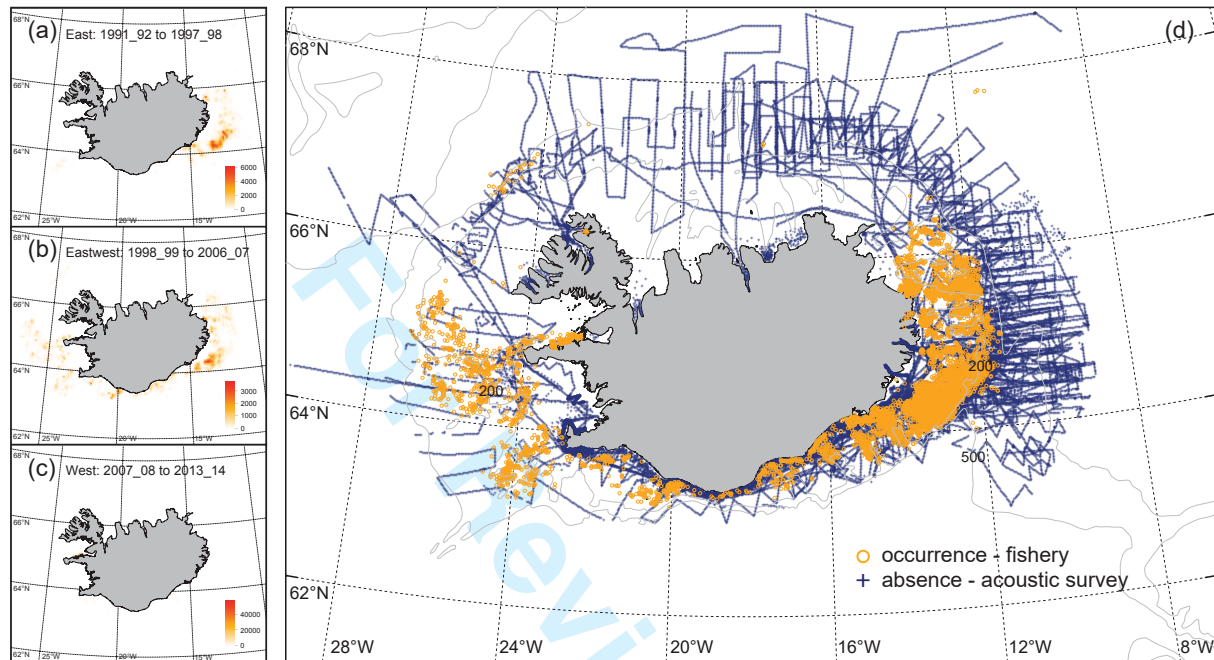 (a)
East: 1991_92 to 1997_98
68°N
66°N
64°N
62°N
25°W
20°W
15°W
6000
4000
2000
0
(b)
Eastwest: 1998_99 to 2006_07
68°N
66°N
64°N
62°N
25°W
20°W
15°W
3000
2000
1000
0
(c)
West: 2007_08 to 2013_14
68°N
66°N
64°N
62°N
25°W
20°W
15°W
40000
20000
0
(d)
68°N
66°N
64°N
62°N
200
200
500
occurrence - fishery
absence - acoustic survey
28°W
24°W
20°W
16°W
12°W
8°W
For Revi